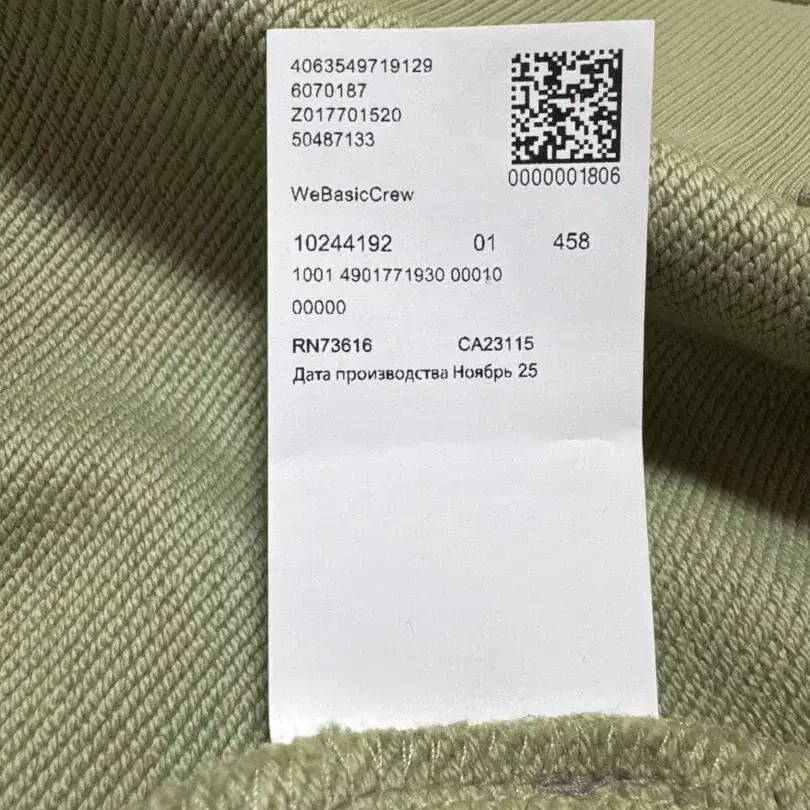 4063549719129
6070187
Z017701520
50487133
0000001806
WeBasicCrew
10244192 01 458
1001 4901771930 00010
00000
RN73616 CA23115
Дата производства Ноябрь 25